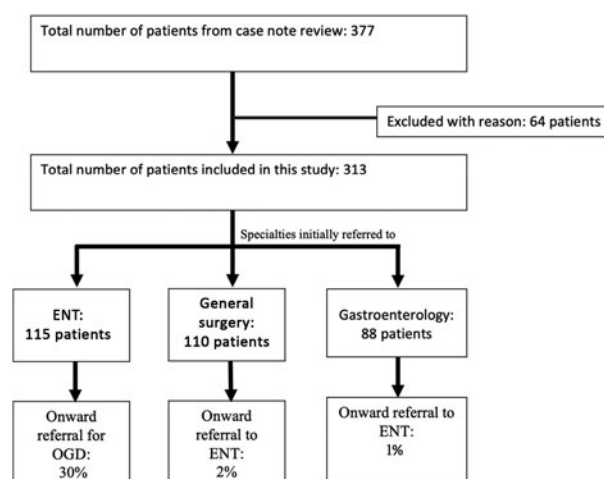 Total number of patients from case note review: 377
Excluded with reason: 64 patients
Total number of patients included in this study: 313
Specialties initially referred to
ENT:
115 patients
General
surgery:
110 patients
Gastroenterology:
88 patients
Onward
referral for
OGD:
30%
Onward
referral to
ENT:
2%
Onward referral to
ENT:
1%